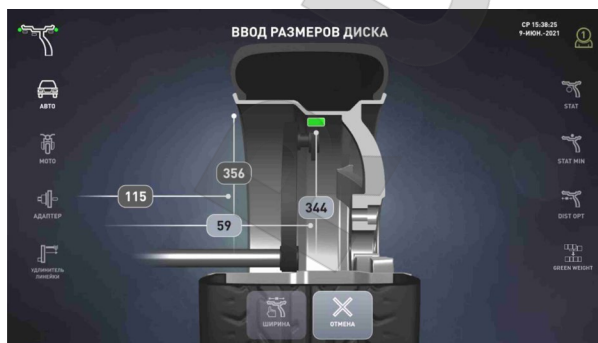 ВВОД РАЗМЕРОВ ДИСКА
СР 15:38:25
9-ИЮН.-2021
1
АВТО
STAT
МОТО
STAT MIN
356
115
344
АДАПТЕР
DIST OPT
59
УДЛИНИТЕЛЬ
ЛИНЕЙКИ
GREEN WEIGHT
ШИРИНА
ОТМЕНА